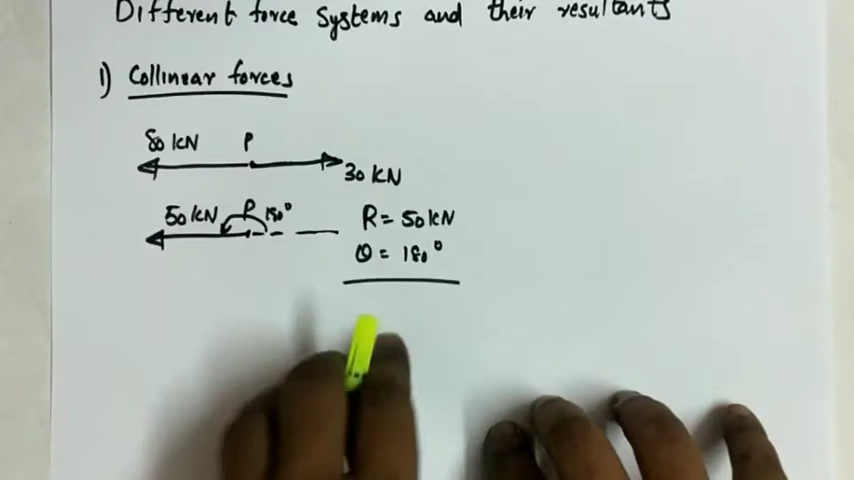 Different force systems and their resultants
1) Collinear forces
80 kN P
30 kN
50 kN R 180°
R = 50 kN
θ = 180°